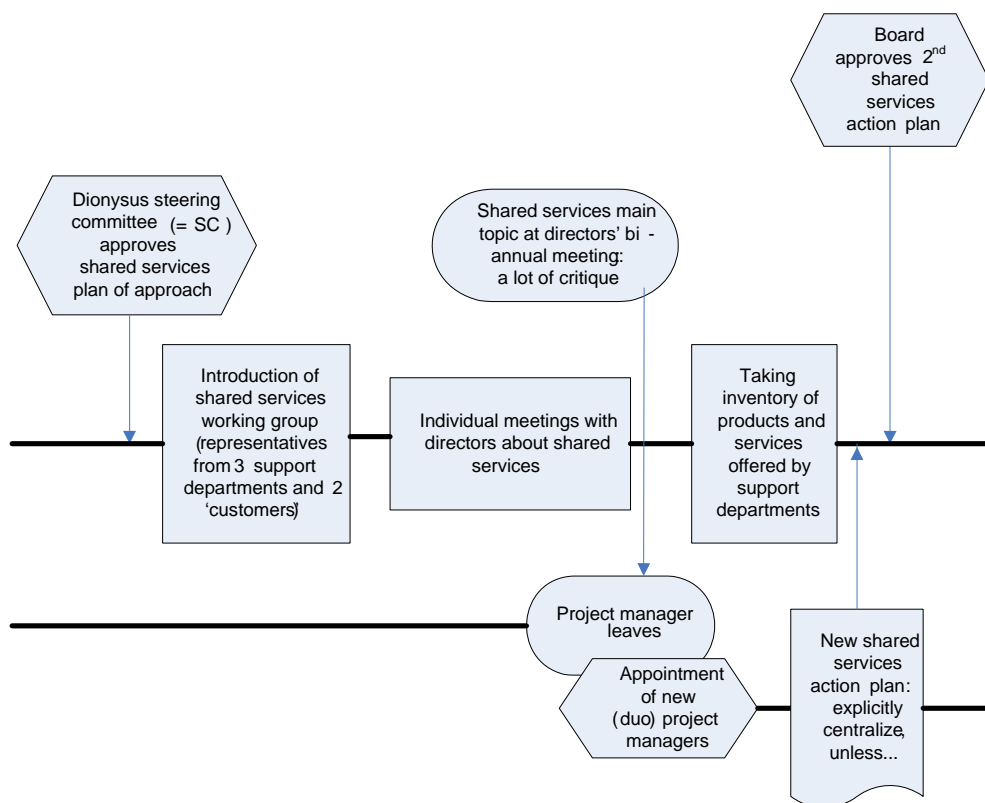 Board
approves 2nd
shared
services
action plan
Dionysus steering
committee (= SC )
approves
shared services
plan of approach
Shared services main
topic at directors’ bi -
annual meeting:
a lot of critique
Introduction of
shared services
working group
(representatives
from 3 support
departments and 2
‘customers’)
Individual meetings with
directors about shared
services
Taking
inventory of
products and
services
offered by
support
departments
Project manager
leaves
Appointment
of new
(duo) project
managers
New shared
services
action plan:
explicitly
centralize,
unless...